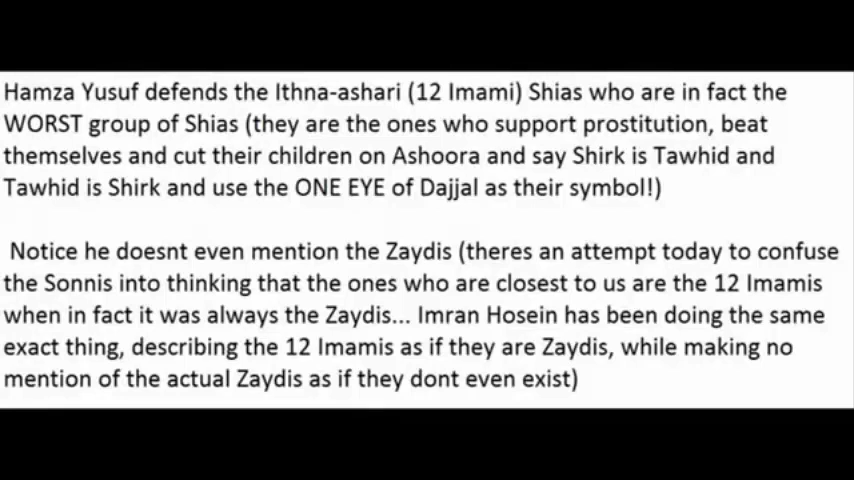 Hamza Yusuf defends the Ithna-ashari (12 Imami) Shias who are in fact the
WORST group of Shias (they are the ones who support prostitution, beat
themselves and cut their children on Ashoora and say Shirk is Tawhid and
Tawhid is Shirk and use the ONE EYE of Dajjal as their symbol!)
Notice he doesnt even mention the Zaydis (theres an attempt today to confuse
the Sonnis into thinking that the ones who are closest to us are the 12 Imamis
when in fact it was always the Zaydis... Imran Hosein has been doing the same
exact thing, describing the 12 Imamis as if they are Zaydis, while making no
mention of the actual Zaydis as if they dont even exist)